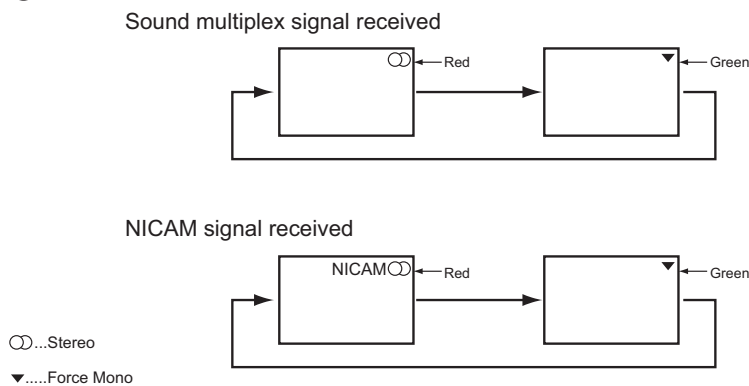 Sound multiplex signal received
Red
Green
NICAM signal received
NICAM
Red
Green
...Stereo
.....Force Mono